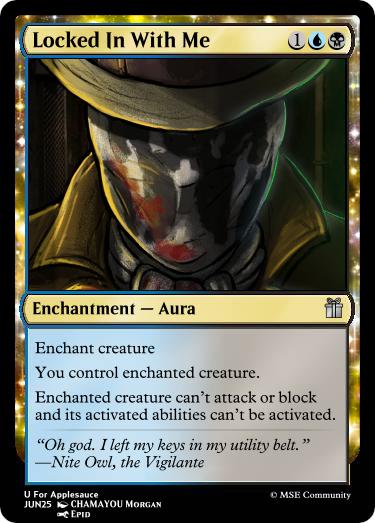 Locked In With Me 1
Enchantment — Aura
Enchant creature
You control enchanted creature.
Enchanted creature can't attack or block
and its activated abilities can't be activated.
“Oh god. I left my keys in my utility belt.”
—Nite Owl, the Vigilante
U For Applesauce
JUN25 CHAMAYOU Morgan
Epid
© MSE Community